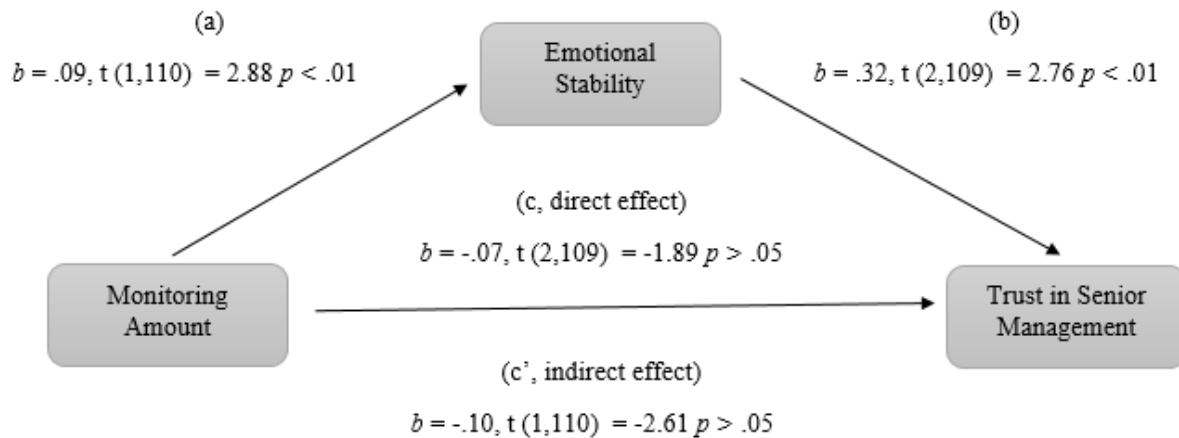 (a)
(b)
b = .09, t (1,110) = 2.88 p < .01
Emotional
Stability
b = .32, t (2,109) = 2.76 p < .01
(c, direct effect)
b = -.07, t (2,109) = -1.89 p > .05
Monitoring
Amount
Trust in Senior
Management
(c’, indirect effect)
b = -.10, t (1,110) = -2.61 p > .05